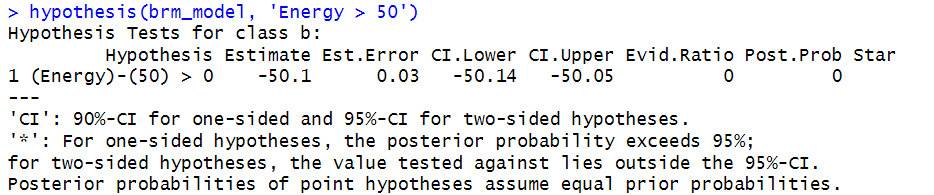 > hypothesis(brm_model, 'Energy > 50')
Hypothesis Tests for class b:
         Hypothesis Estimate Est.Error CI.Lower CI.Upper Evid.Ratio Post.Prob Star
1 (Energy)-(50) > 0    -50.1      0.03   -50.14   -50.05          0         0
---
'CI': 90%-CI for one-sided and 95%-CI for two-sided hypotheses.
'*': For one-sided hypotheses, the posterior probability exceeds 95%;
for two-sided hypotheses, the value tested against lies outside the 95%-CI.
Posterior probabilities of point hypotheses assume equal prior probabilities.